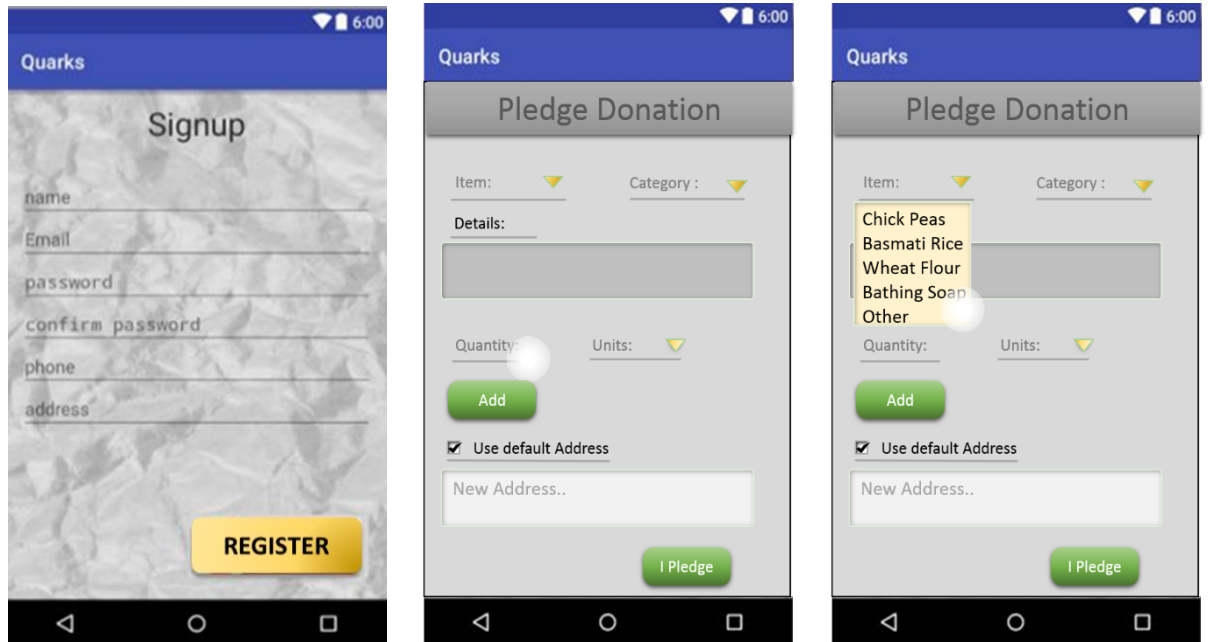 6:00
Quarks
Signup
name
Email
password
confirm password
phone
address
REGISTER
6:00
Quarks
Pledge Donation
Item: Category :
Details:
Quantity: Units:
Add
Use default Address
New Address..
I Pledge
6:00
Quarks
Pledge Donation
Item: Category :
Chick Peas
Basmati Rice
Wheat Flour
Bathing Soap
Other
Quantity: Units:
Add
Use default Address
New Address..
I Pledge